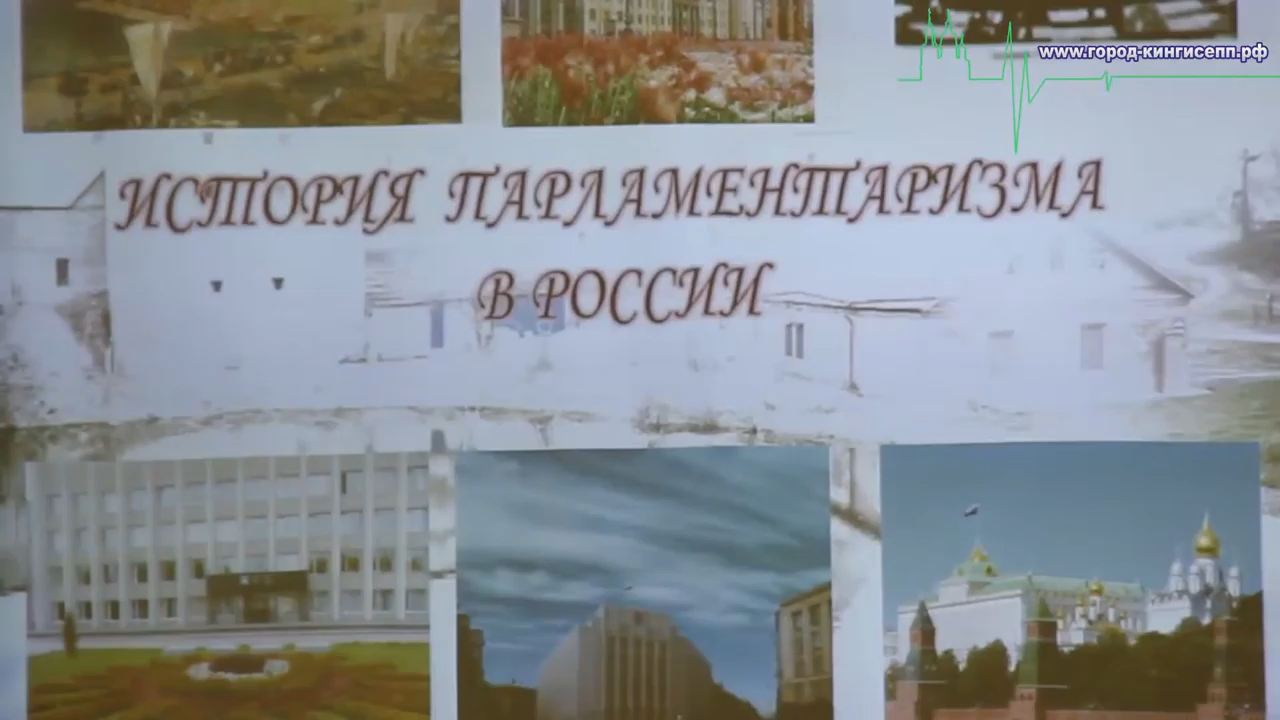 www.город-кингисепп.рф
ИСТОРИЯ ПАРЛАМЕНТАРИЗМА
В РОССИИ